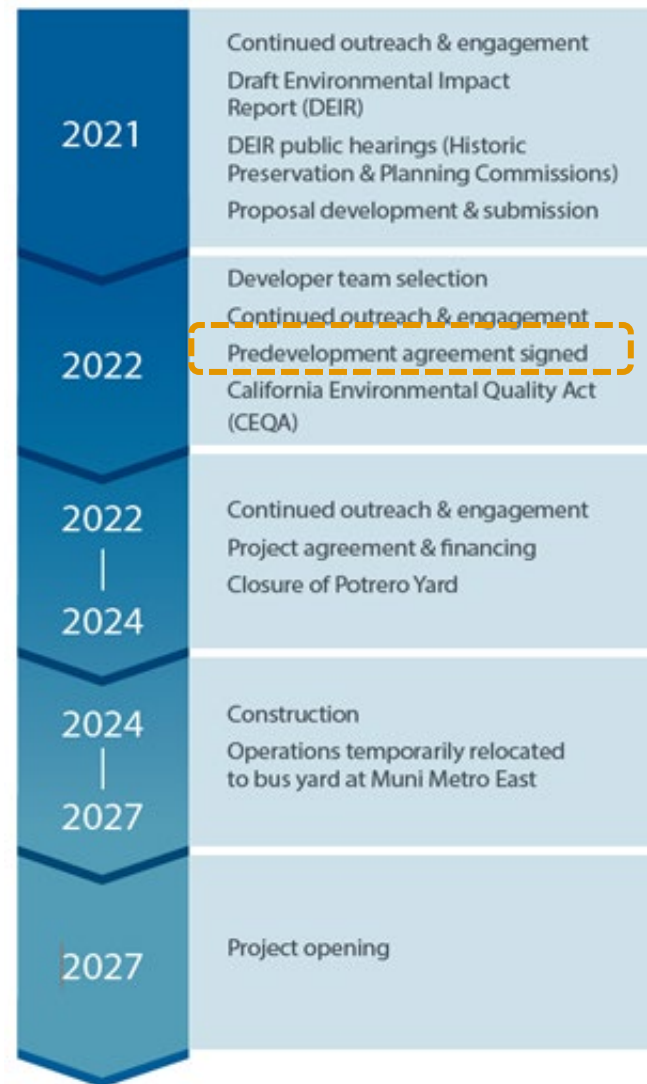 2021
Continued outreach & engagement
Draft Environmental Impact
Report (DEIR)
DEIR public hearings (Historic
Preservation & Planning Commissions)
Proposal development & submission
2022
Developer team selection
Continued outreach & engagement
Predevelopment agreement signed
California Environmental Quality Act
(CEQA)
2022
2024
Continued outreach & engagement
Project agreement & financing
Closure of Potrero Yard
2024
2027
Construction
Operations temporarily relocated
to bus yard at Muni Metro East
2027
Project opening